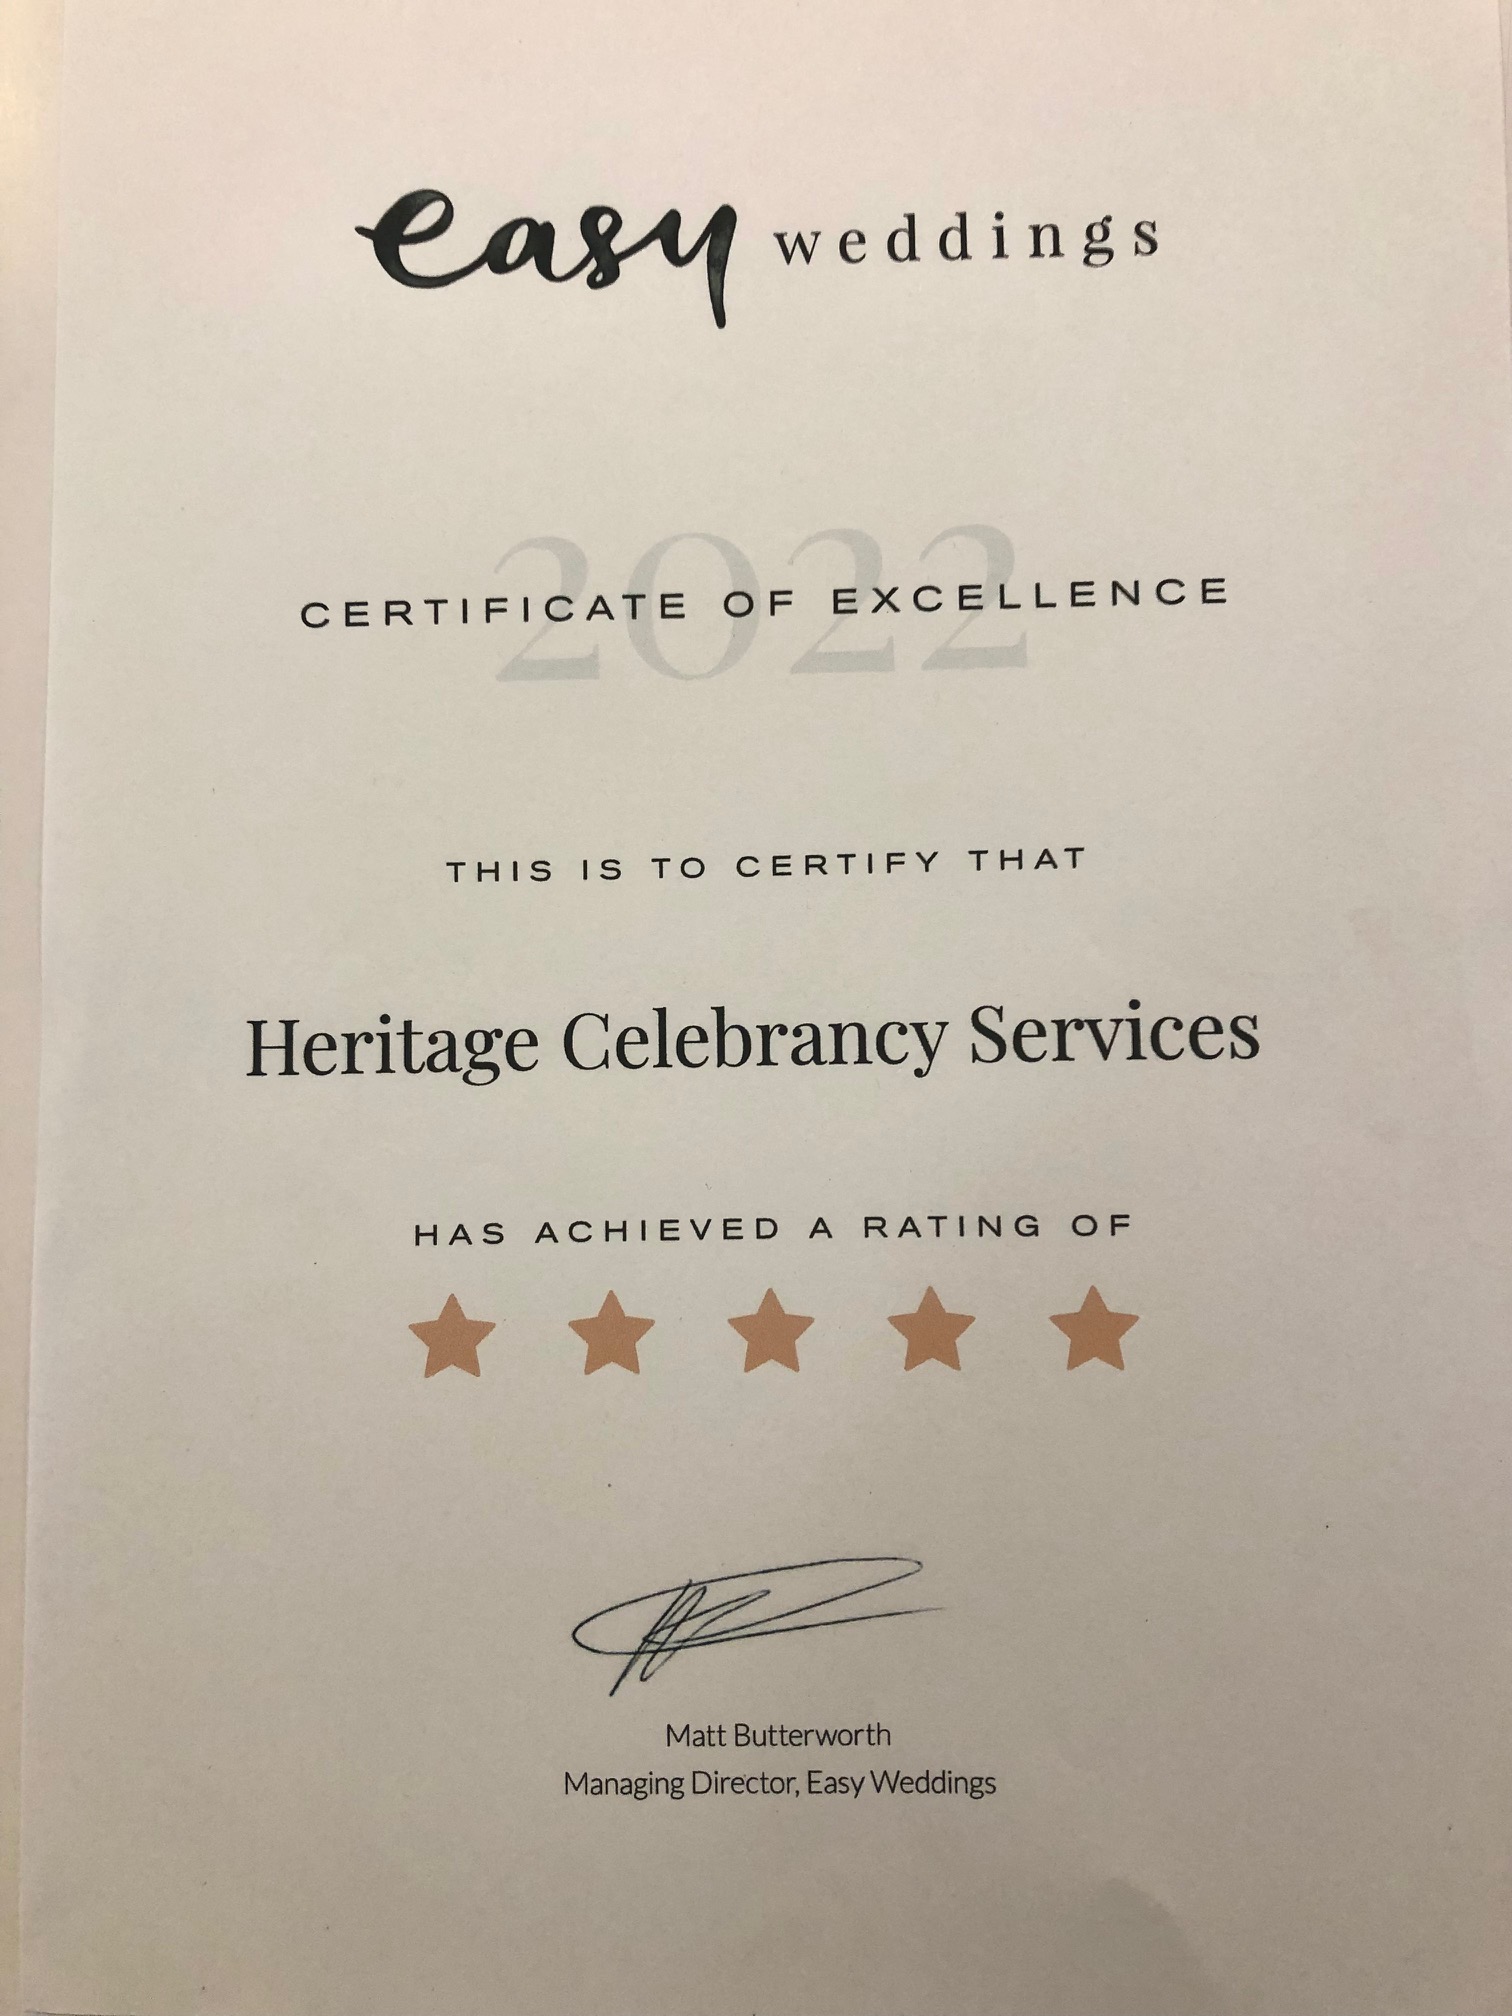 easy weddings
2022
CERTIFICATE OF EXCELLENCE
THIS IS TO CERTIFY THAT
Heritage Celebrancy Services
HAS ACHIEVED A RATING OF
Matt Butterworth
Managing Director, Easy Weddings